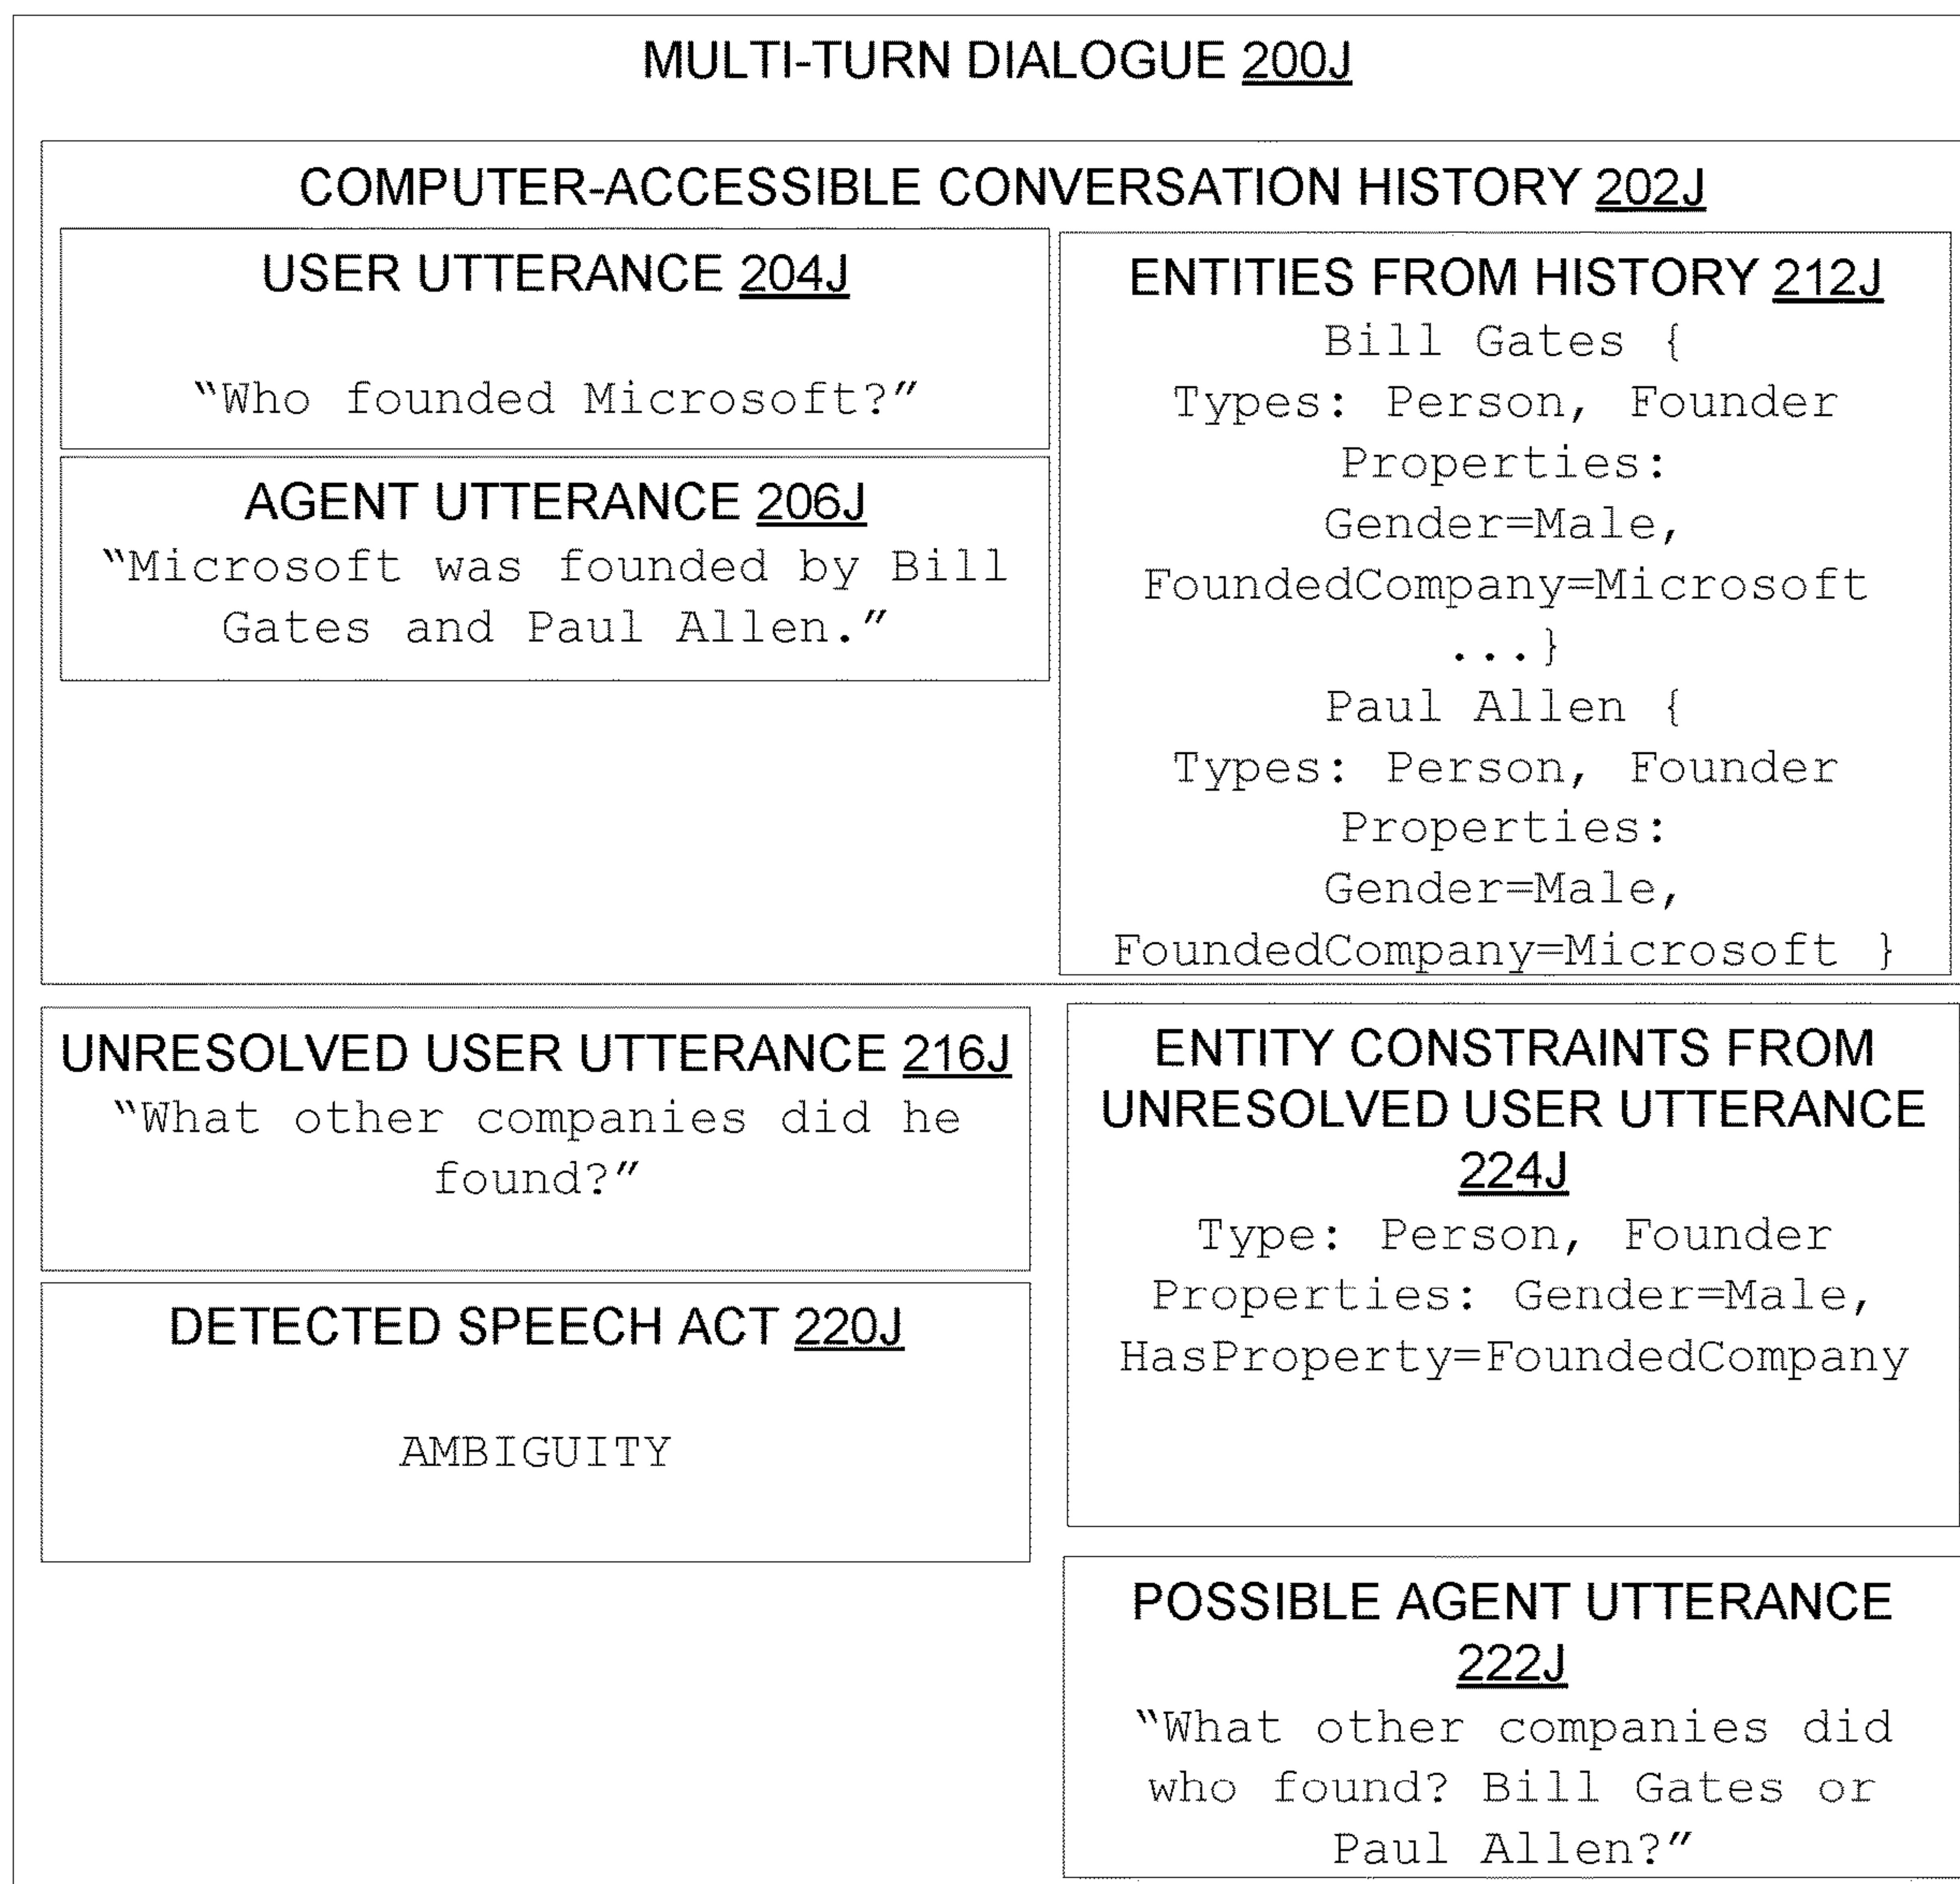 MULTI-TURN DIALOGUE 200J
COMPUTER-ACCESSIBLE CONVERSATION HISTORY 202J
USER UTTERANCE 204J
“Who founded Microsoft?”
AGENT UTTERANCE 206J
“Microsoft was founded by Bill
Gates and Paul Allen.”
ENTITIES FROM HISTORY 212J
Bill Gates {
Types: Person, Founder
Properties:
Gender=Male,
FoundedCompany=Microsoft
...}
Paul Allen {
Types: Person, Founder
Properties:
Gender=Male,
FoundedCompany=Microsoft }
UNRESOLVED USER UTTERANCE 216J
“What other companies did he
found?”
DETECTED SPEECH ACT 220J
AMBIGUITY
ENTITY CONSTRAINTS FROM
UNRESOLVED USER UTTERANCE
224J
Type: Person, Founder
Properties: Gender=Male,
HasProperty=FoundedCompany
POSSIBLE AGENT UTTERANCE
222J
“What other companies did
who found? Bill Gates or
Paul Allen?”